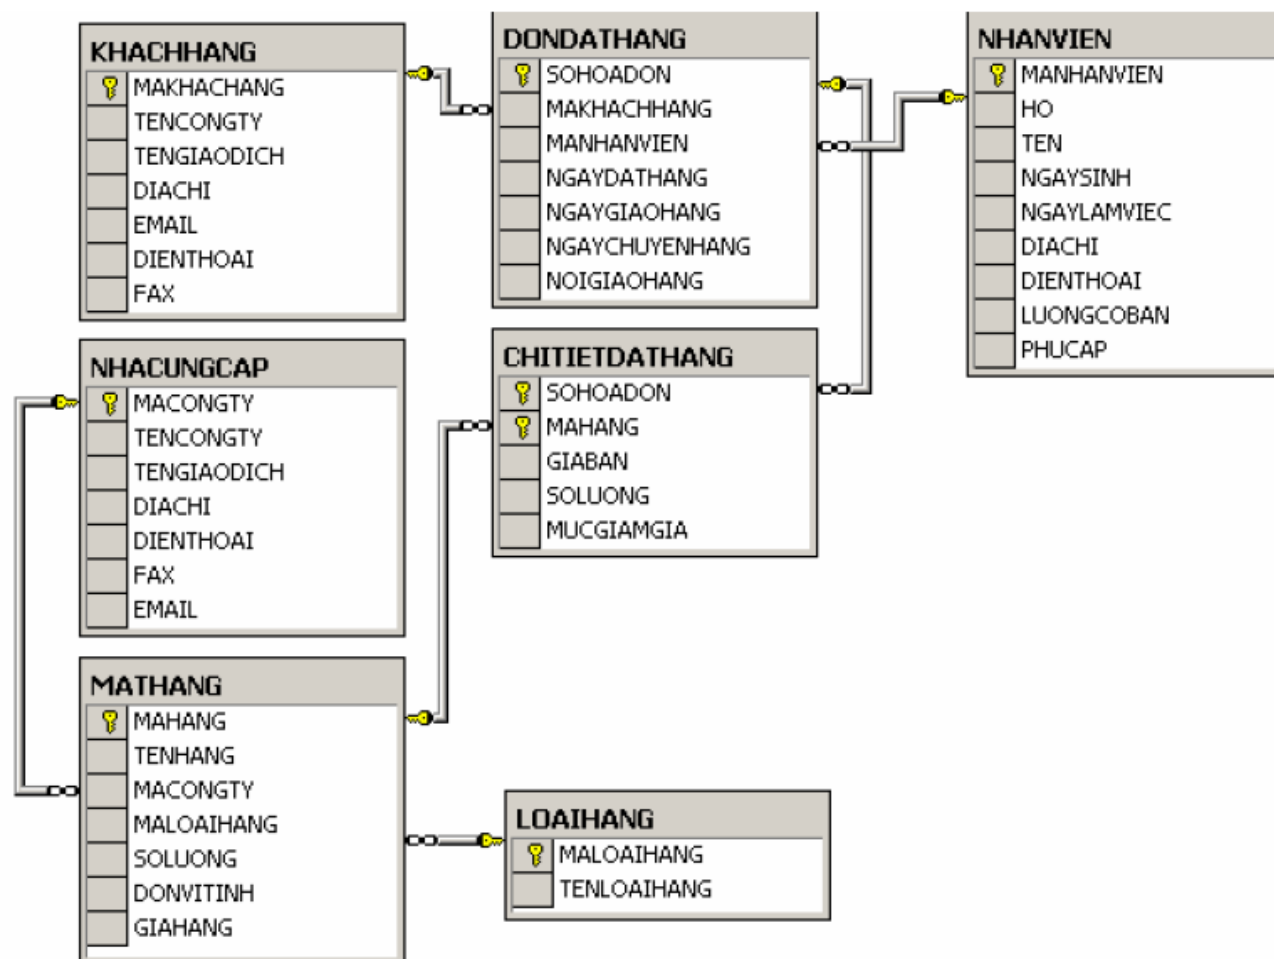 KHACHHANG
MAKHACHANG
TENCONGTY
TENGIAODICH
DIACHI
EMAIL
DIENTHOAI
FAX
DONDATHANG
SOHOADON
MAKHACHHANG
MANHANVIEN
NGAYDATHANG
NGAYGIAOHANG
NGAYCHUYENHANG
NOIGIAOHANG
NHANVIEN
MANHANVIEN
HO
TEN
NGAYSINH
NGAYLAMVIEC
DIACHI
DIENTHOAI
LUONGCOBAN
PHUCAP
NHACUNGCAP
MACONGTY
TENCONGTY
TENGIAODICH
DIACHI
DIENTHOAI
FAX
EMAIL
CHITIETDATHANG
SOHOADON
MAHANG
GIABAN
SOLUONG
MUCGIAMGIA
MATHANG
MAHANG
TENHANG
MACONGTY
MALOAIHANG
SOLUONG
DONVITINH
GIAHANG
LOAIHANG
MALOAIHANG
TENLOAIHANG